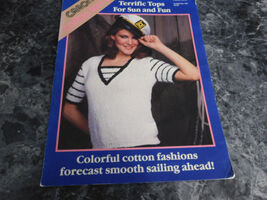 Terrific Tops
For Sun and Fun
Colorful cotton fashions
forecast smooth sailing ahead!